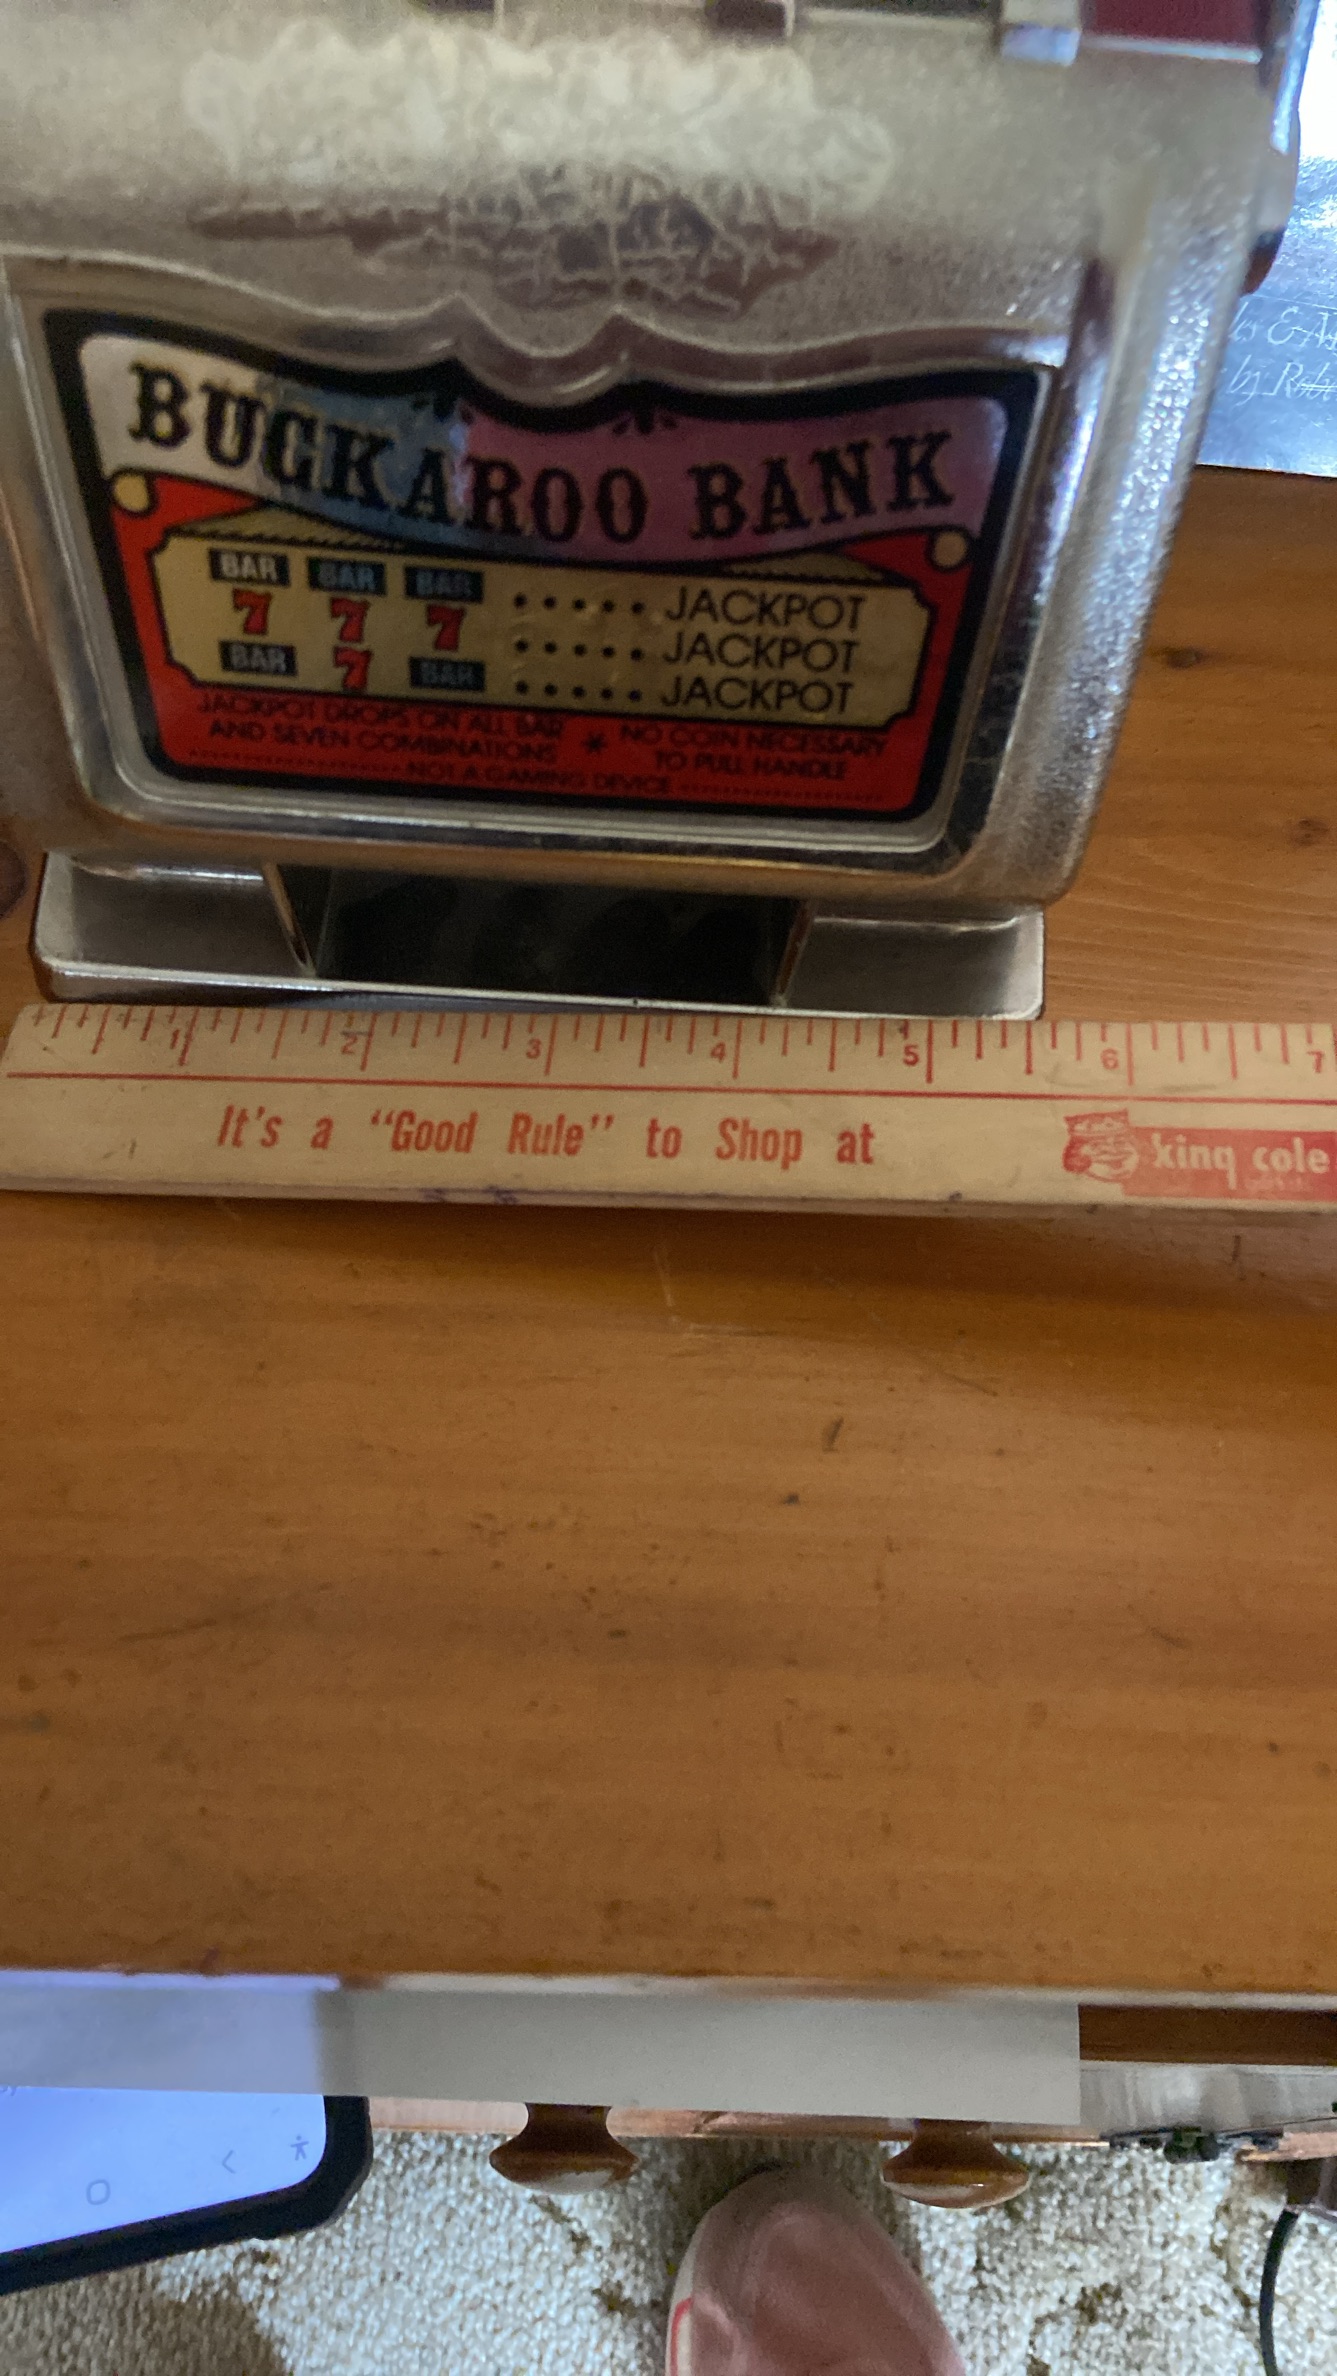 BUCKAROO BANK
BAR BAR BAR ..... JACKPOT
7 7 7 ..... JACKPOT
BAR 7 BAR ..... JACKPOT
JACKPOT DROPS ON ALL BAR
AND SEVEN COMBINATIONS
*
NO COIN NECESSARY
TO PULL HANDLE
NOT A GAMING DEVICE
1 2 3 4 5 6 7
It's a "Good Rule" to Shop at
king cole